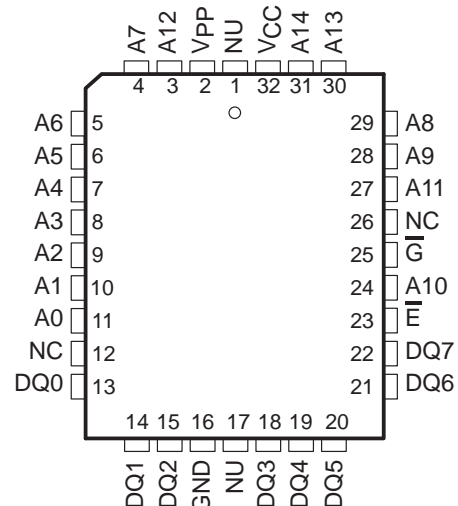 A7 A12 VPP NU VCC A14 A13
4 3 2 1 32 31 30
A6 5 29 A8
A5 6 28 A9
A4 7 27 A11
A3 8 26 NC
A2 9 25 G̅
A1 10 24 A10
A0 11 23 E̅
NC 12 22 DQ7
DQ0 13 21 DQ6
14 15 16 17 18 19 20
DQ1 DQ2 GND NU DQ3 DQ4 DQ5